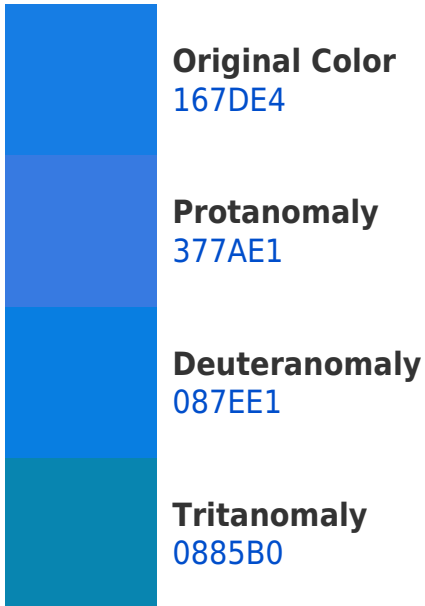 Original Color
167DE4
Protanomaly
377AE1
Deuteranomaly
087EE1
Tritanomaly
0885B0